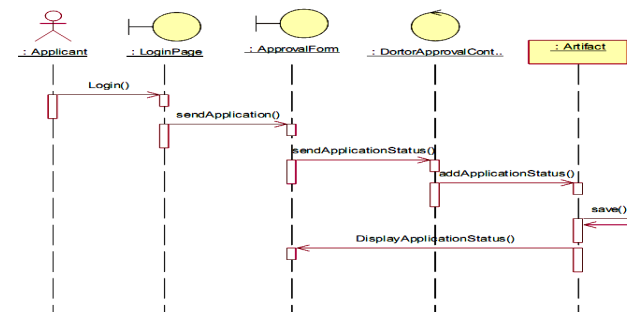 : Applicant
: LoginPage
: ApprovalForm
: DortorApprovalCont..
: Artifact
Login()
sendApplication()
sendApplicationStatus()
addApplicationStatus()
save()
DisplayApplicationStatus()